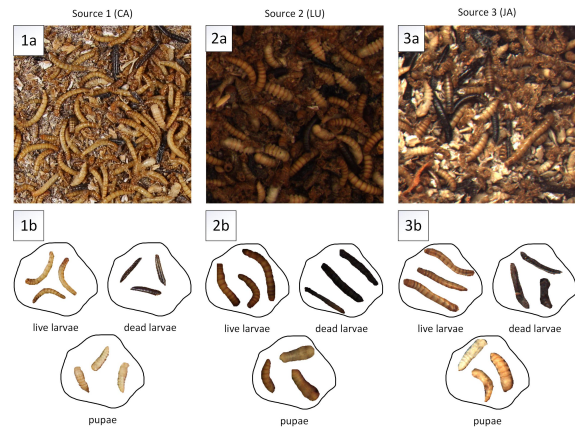 Source 1 (CA) Source 2 (LU) Source 3 (JA)
1a 2a 3a
1b 2b 3b
live larvae dead larvae live larvae dead larvae live larvae dead larvae
pupae pupae pupae